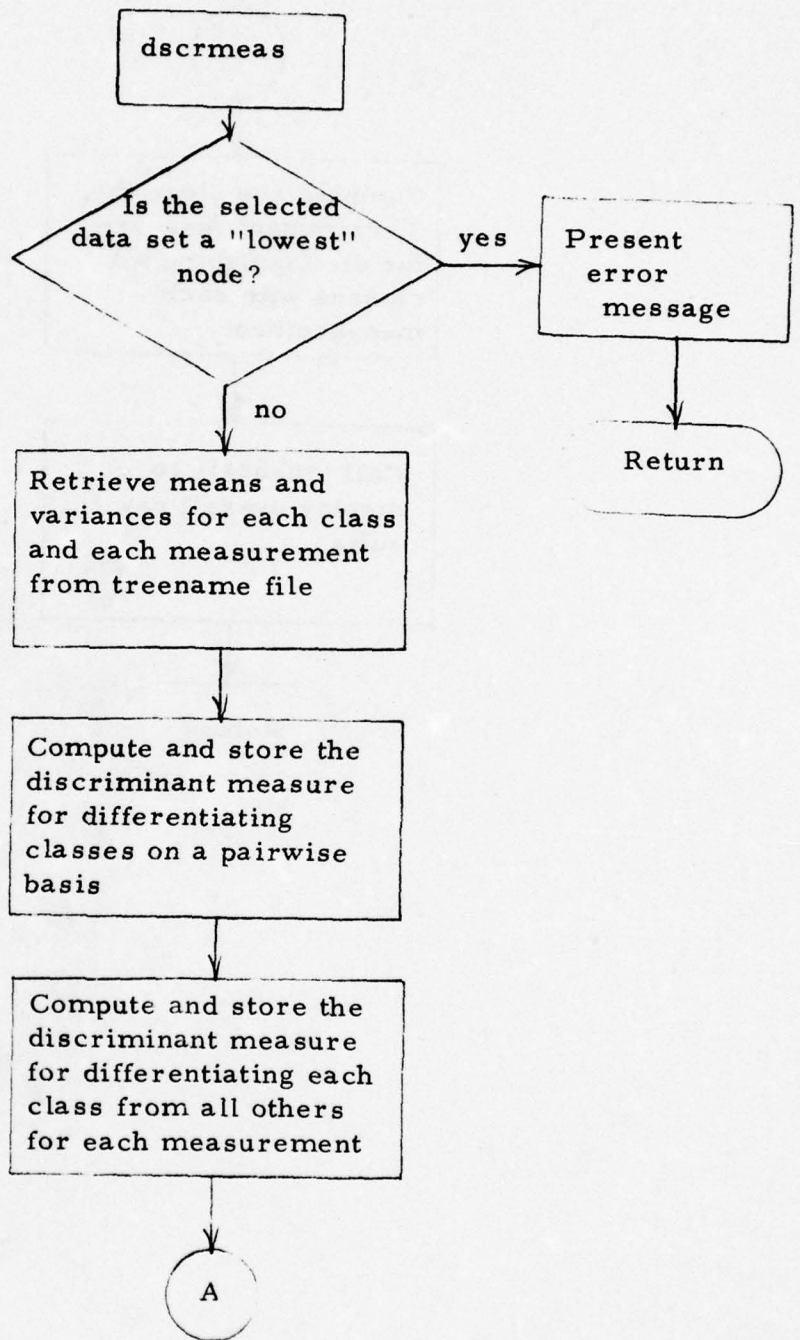 dscrmeas
Is the selected
data set a "lowest"
node?
yes
Present
error
message
Return
no
Retrieve means and
variances for each class
and each measurement
from treename file
Compute and store the
discriminant measure
for differentiating
classes on a pairwise
basis
Compute and store the
discriminant measure
for differentiating each
class from all others
for each measurement
A